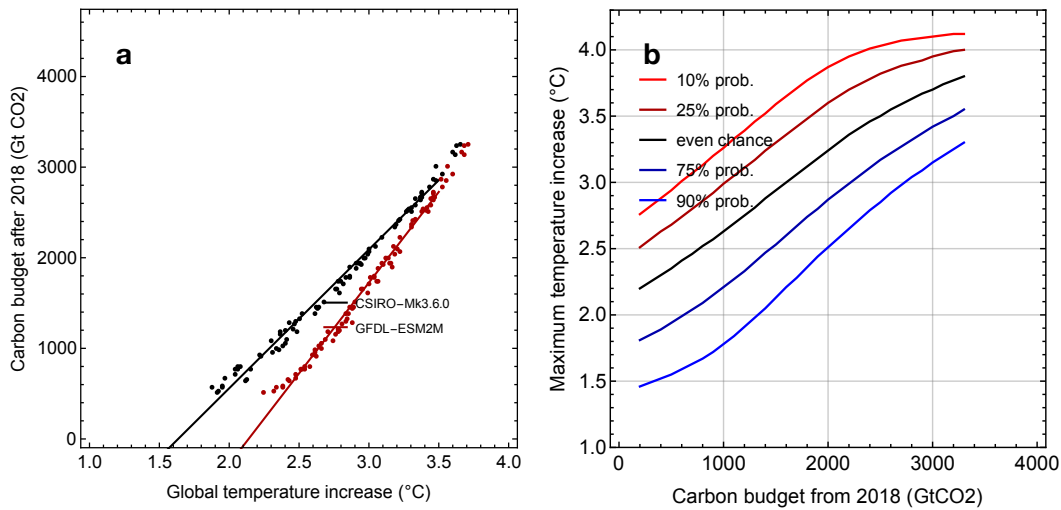 a
Carbon budget after 2018 (Gt CO2)
4000
3000
2000
1000
0
CSIRO−Mk3.6.0
GFDL−ESM2M
1.0 1.5 2.0 2.5 3.0 3.5 4.0
Global temperature increase (°C)
b
Maximum temperature increase (°C)
4.0
3.5
3.0
2.5
2.0
1.5
1.0
10% prob.
25% prob.
even chance
75% prob.
90% prob.
0 1000 2000 3000 4000
Carbon budget from 2018 (GtCO2)